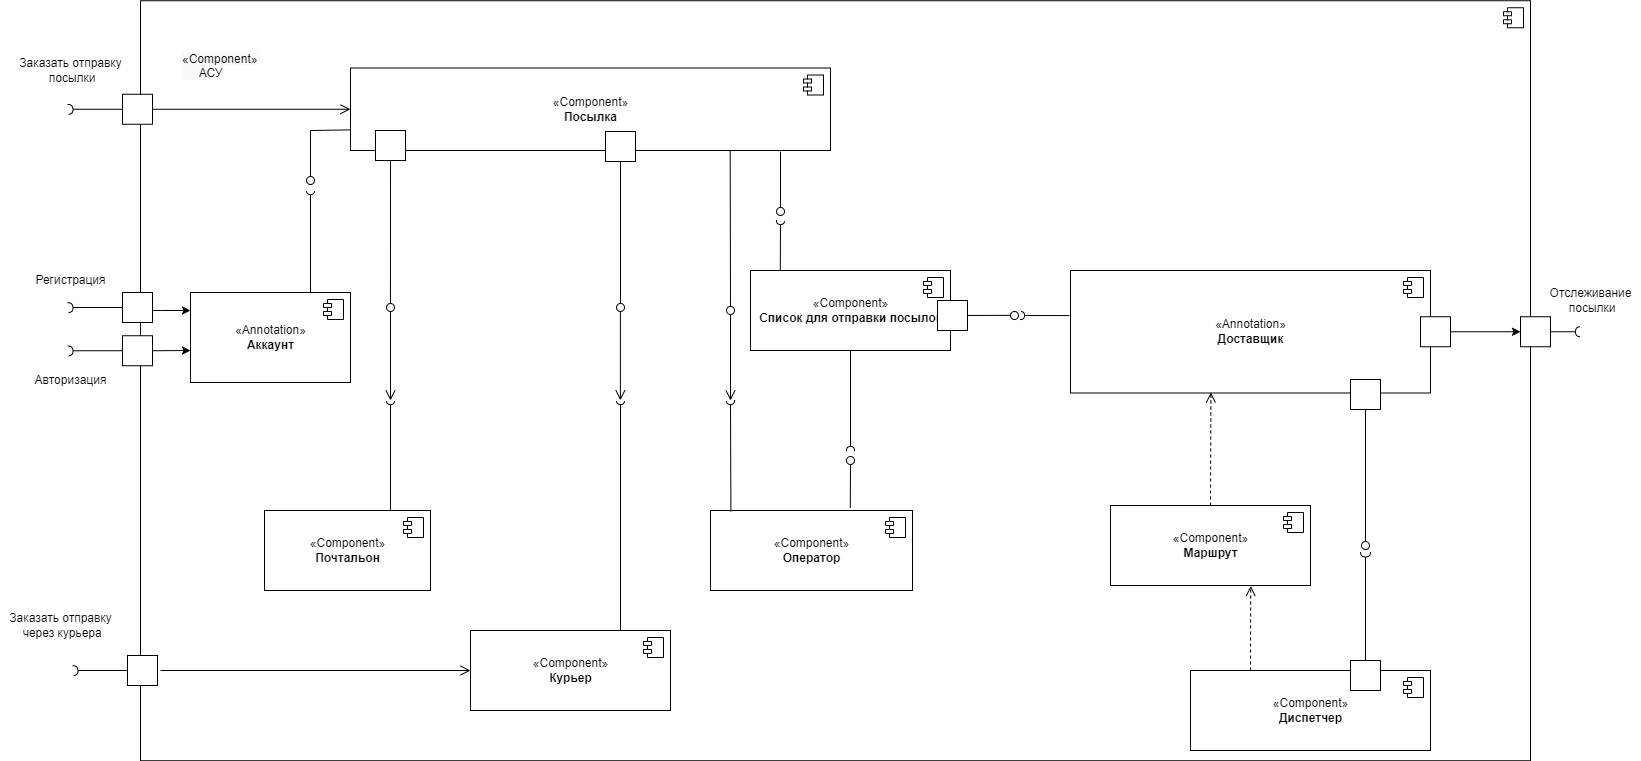 Заказать отправку
посылки
«Component»
АСУ
«Component»
Посылка
Регистрация
Авторизация
«Annotation»
Аккаунт
«Component»
Список для отправки посыло
«Annotation»
Доставщик
Отслеживание
посылки
«Component»
Почтальон
«Component»
Оператор
«Component»
Маршрут
Заказать отправку
через курьера
«Component»
Курьер
«Component»
Диспетчер